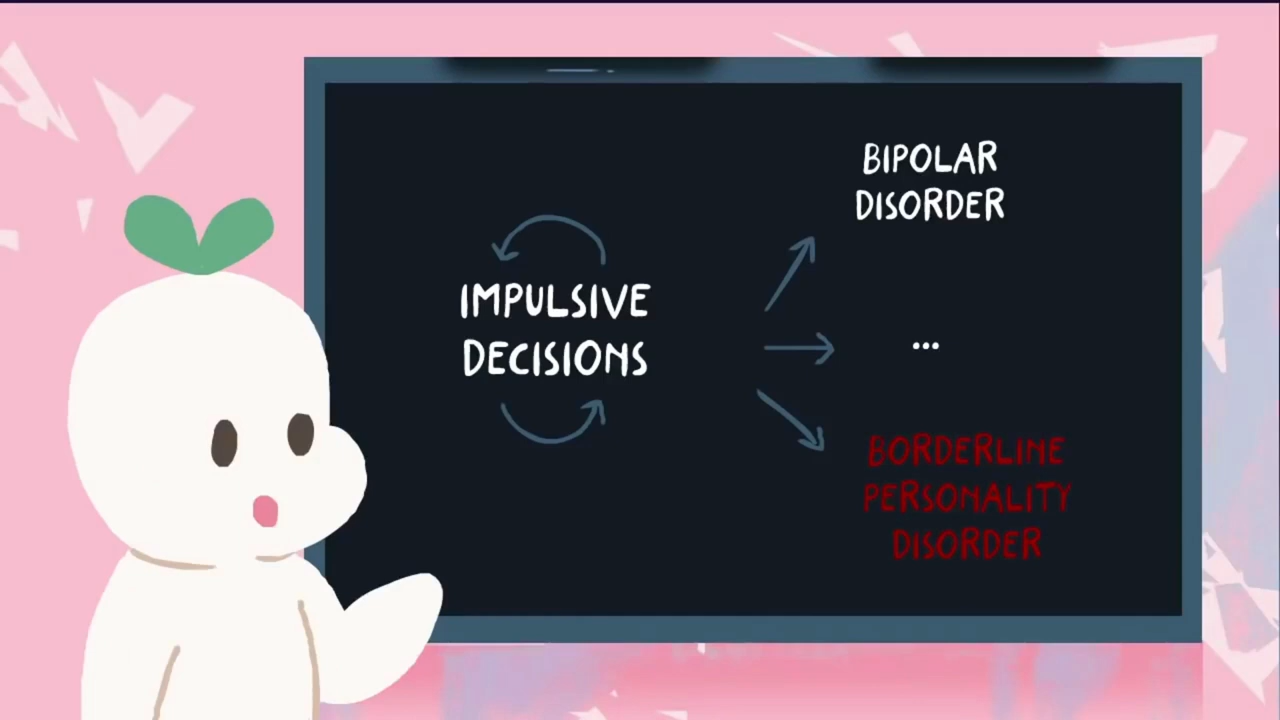 IMPULSIVE
DECISIONS
BIPOLAR
DISORDER
...
BORDERLINE
PERSONALITY
DISORDER